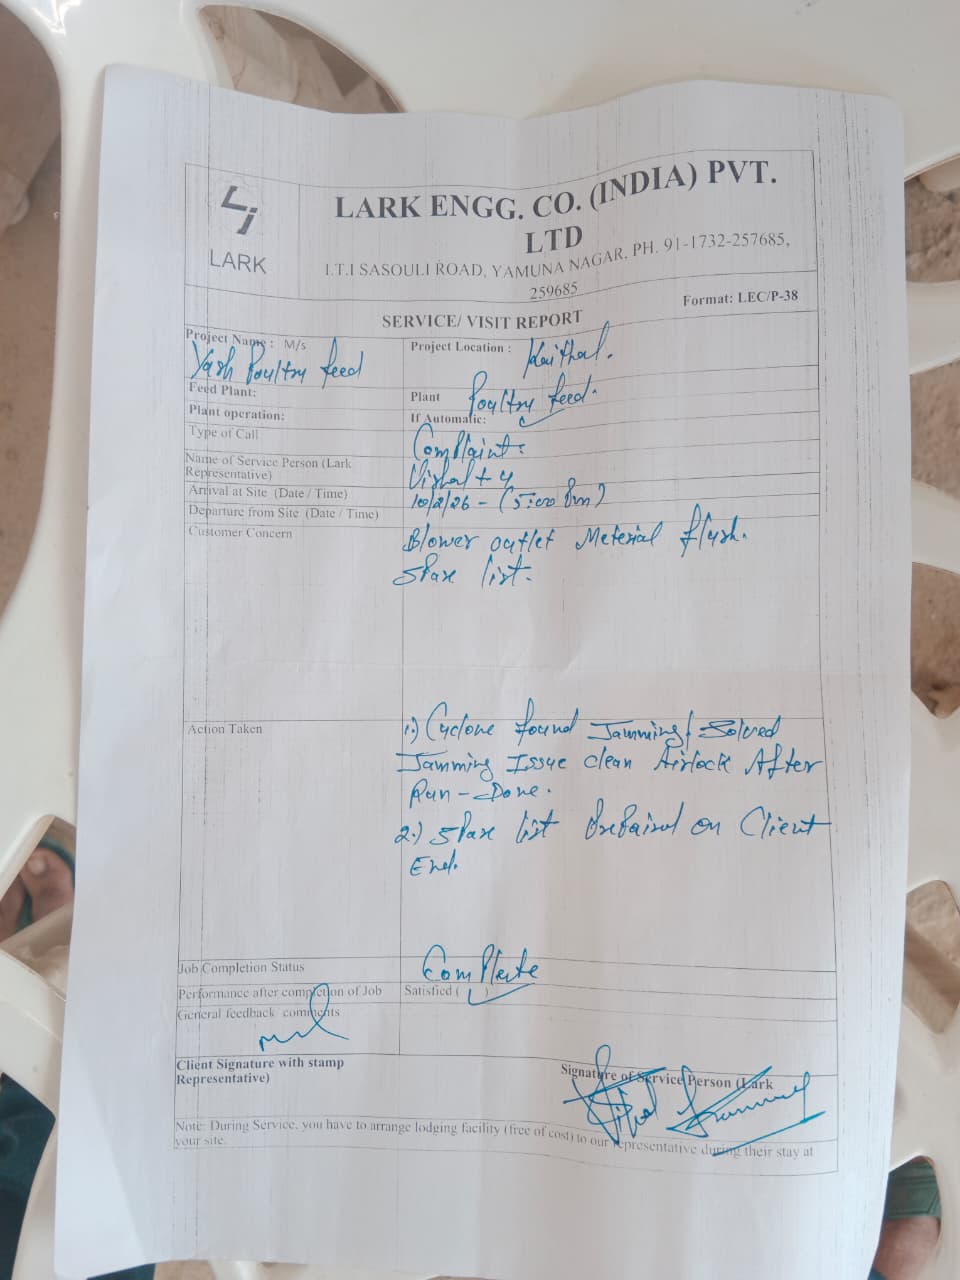 LARK
LARK ENGG. CO. (INDIA) PVT.
LTD
I.T.I SASOULI ROAD, YAMUNA NAGAR, PH. 91-1732-257685,
259685
Format: LEC/P-38
SERVICE/ VISIT REPORT
Project Name : M/s
Yash Poultry feed
Project Location :
Kaithal.
Feed Plant:
Plant
Poultry feed.
Plant operation:
If Automatic:
Type of Call
Complaint:
Name of Service Person (Lark
Representative)
Vishal + 4
Arrival at Site (Date / Time)
10/2/26 - (5:00 Pm)
Departure from Site (Date / Time)
Customer Concern
Blower outlet Meterial flush.
Spare list.
Action Taken
1.) Cyclone found Jamming/ Solved
Jamming Issue clean Airlock After
Run - Done.
2.) Spare list on Client
End.
Job Completion Status
Complete
Performance after completion of Job
Satisfied ( )
General feedback comments
Client Signature with stamp
Representative)
Signature of Service Person (Lark
Note: During Service, you have to arrange lodging facility (free of cost) to our representative during their stay at
your site.